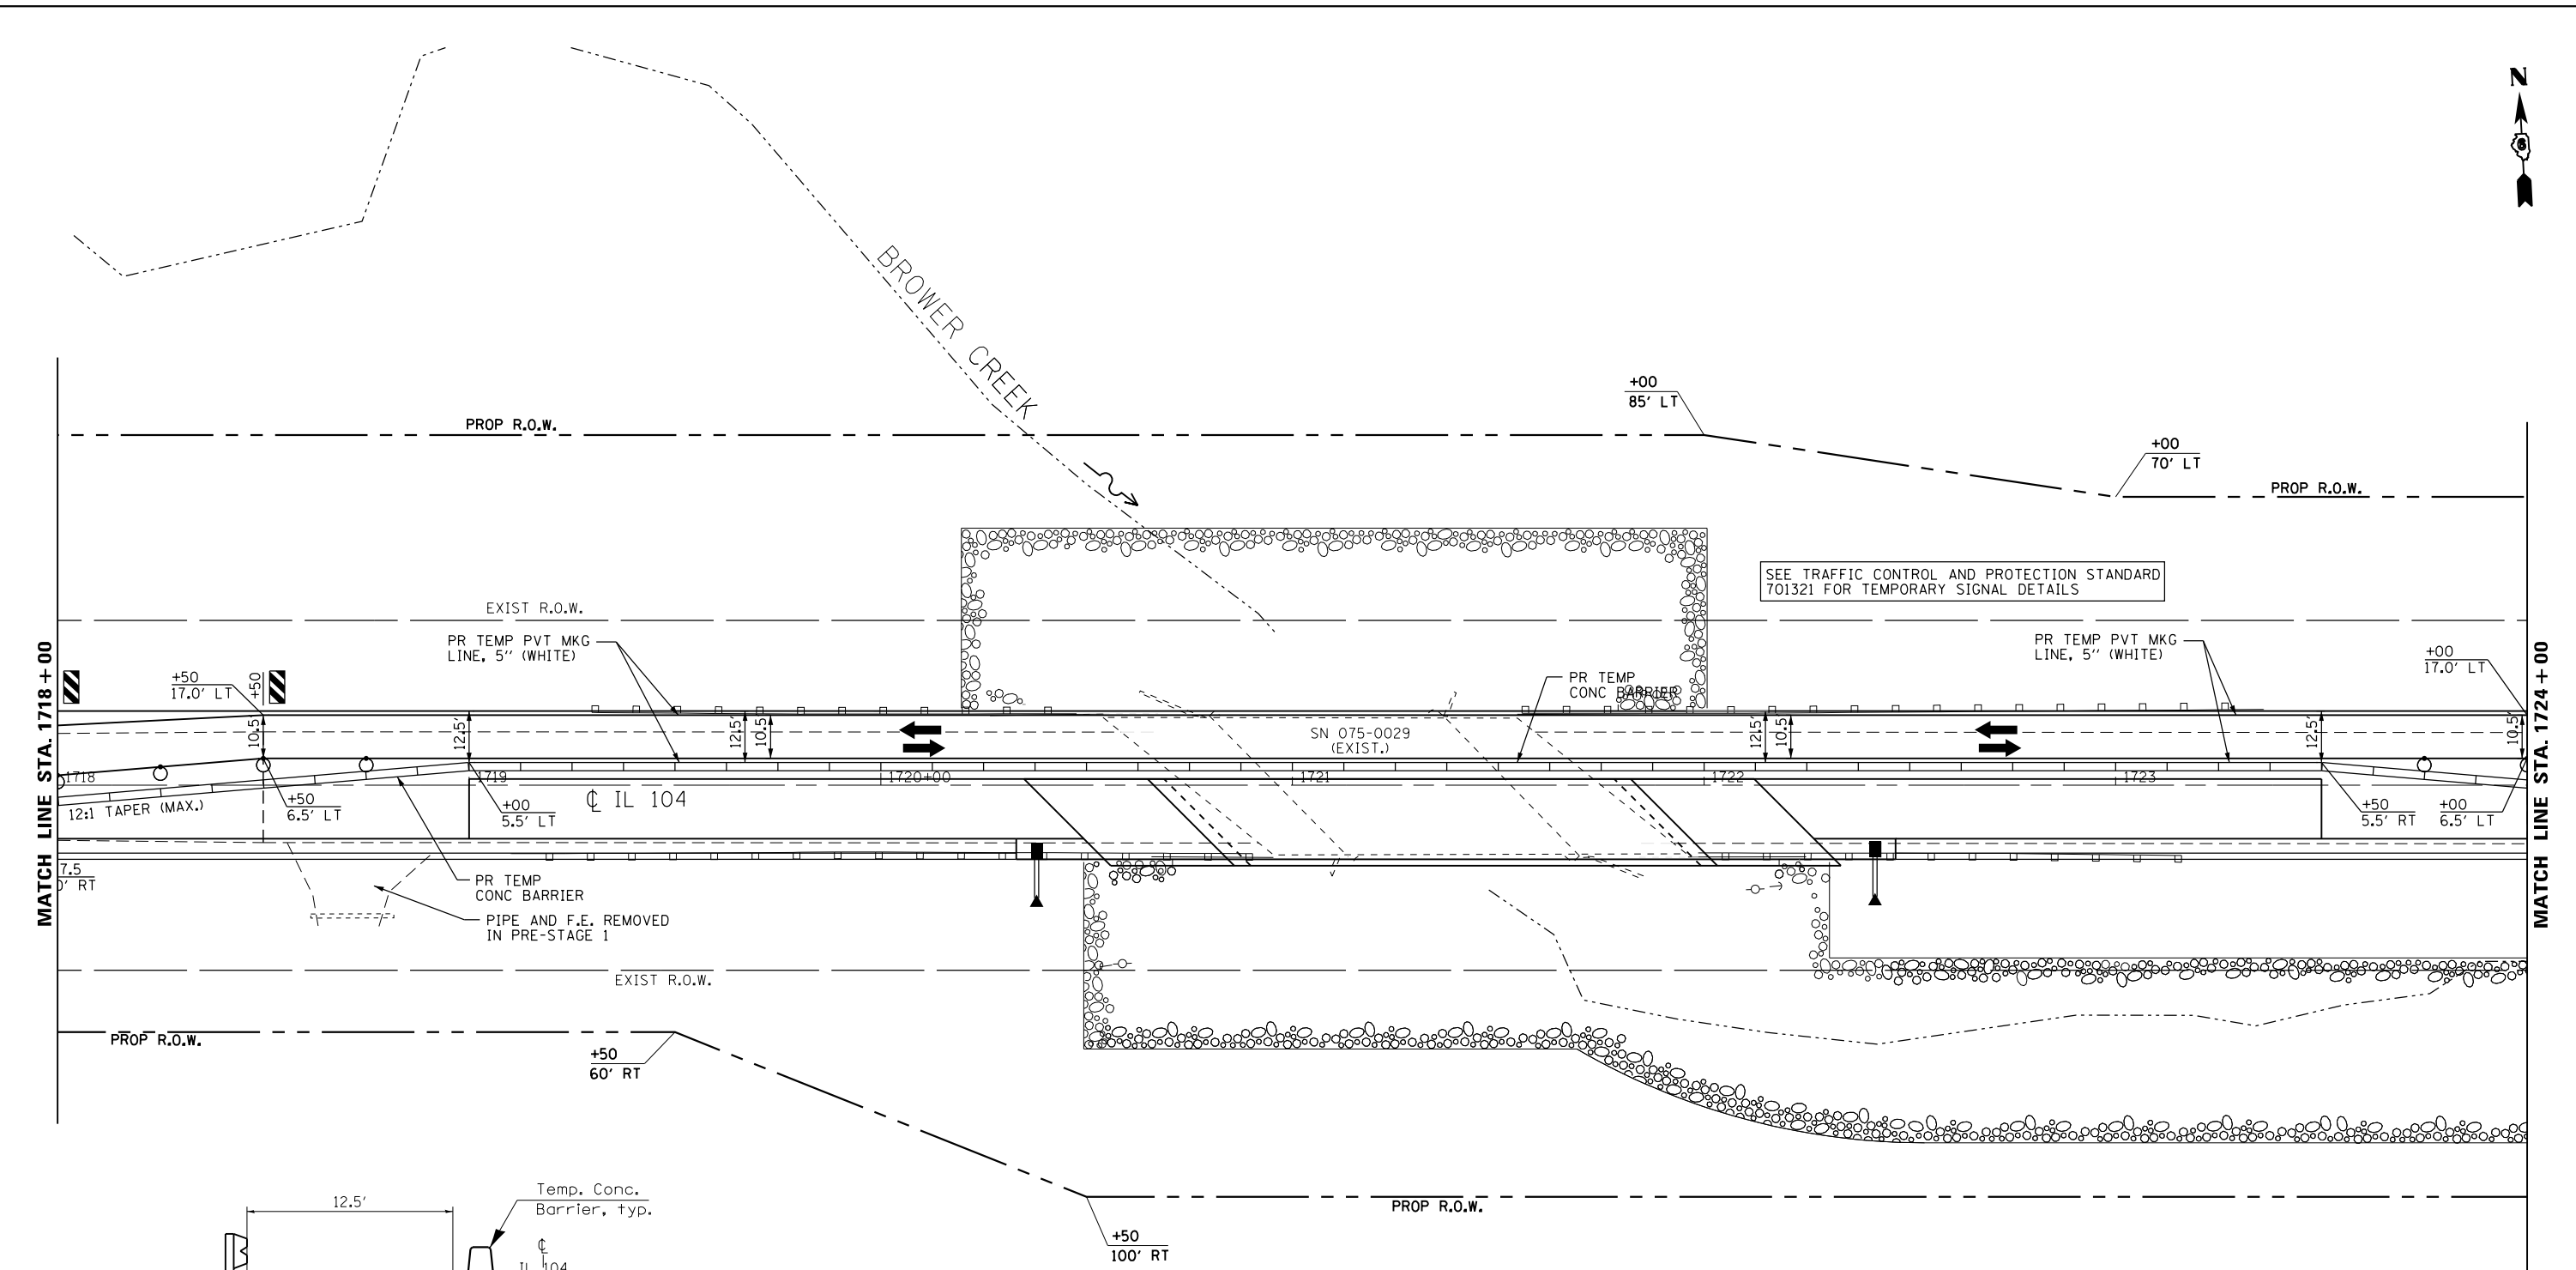 N
6
BROWER CREEK
+00
85' LT
PROP R.O.W.
+00
70' LT
PROP R.O.W.
SEE TRAFFIC CONTROL AND PROTECTION STANDARD
701321 FOR TEMPORARY SIGNAL DETAILS
EXIST R.O.W.
PR TEMP PVT MKG
LINE, 5'' (WHITE)
PR TEMP PVT MKG
LINE, 5'' (WHITE)
MATCH LINE STA. 1718+00
MATCH LINE STA. 1724+00
+50
17.0' LT
+50
PR TEMP
CONC BARRIER
+00
17.0' LT
10.5'
12.5'
12.5'
10.5'
SN 075-0029
(EXIST.)
12.5'
10.5'
12.5'
10.5'
1718
1719
1720+00
1721
1722
1723
12:1 TAPER (MAX.)
+50
6.5' LT
+00
5.5' LT
℄ IL 104
+50
5.5' RT
+00
6.5' LT
7.5
0' RT
PR TEMP
CONC BARRIER
PIPE AND F.E. REMOVED
IN PRE-STAGE 1
EXIST R.O.W.
PROP R.O.W.
+50
60' RT
+50
100' RT
PROP R.O.W.
12.5'
Temp. Conc.
Barrier, typ.
℄
IL 104